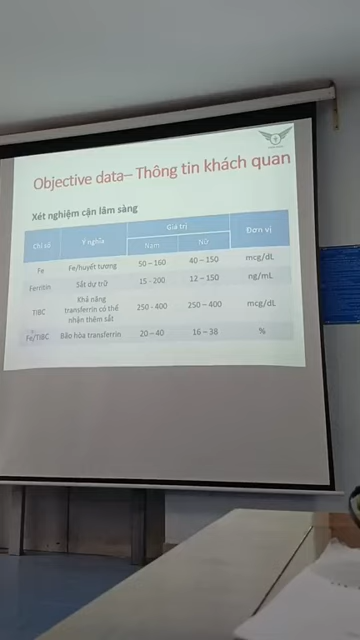 Objective data– Thông tin khách quan
Xét nghiệm cận lâm sàng
Chỉ số Ý nghĩa Giá trị Đơn vị
Nam Nữ
Fe Fe/huyết tương 50 – 160 40 – 150 mcg/dL
Ferritin Sắt dự trữ 15 - 200 12 – 150 ng/mL
TIBC Khả năng transferrin có thể nhận thêm sắt 250 - 400 250 – 400 mcg/dL
Fe/TIBC Bão hòa transferrin 20 – 40 16 – 38 %